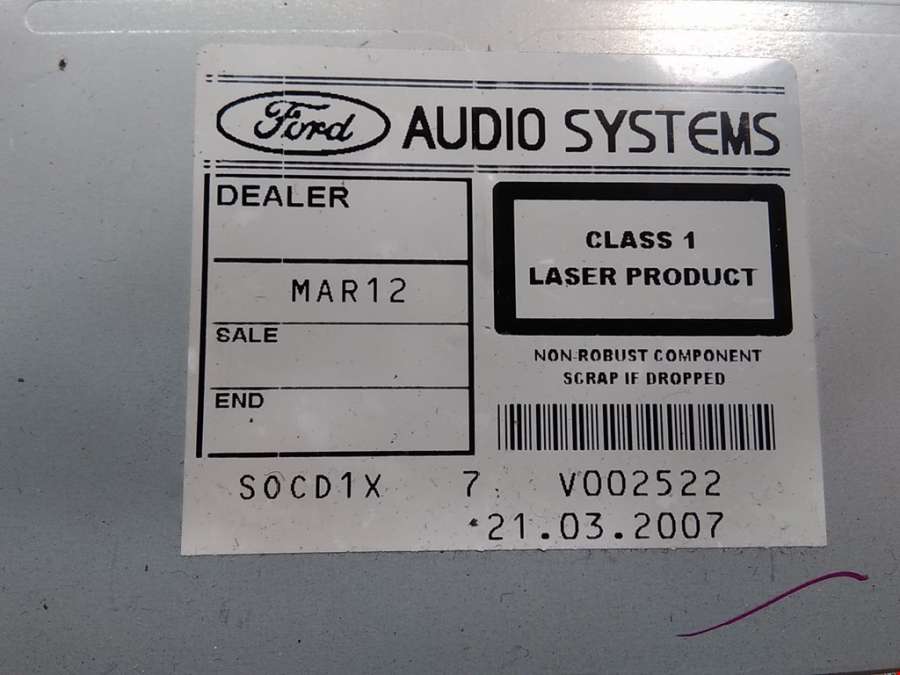 Ford AUDIO SYSTEMS
DEALER
MAR12
SALE
END
CLASS 1
LASER PRODUCT
NON-ROBUST COMPONENT
SCRAP IF DROPPED
SOCD1X 7 V002522
21.03.2007